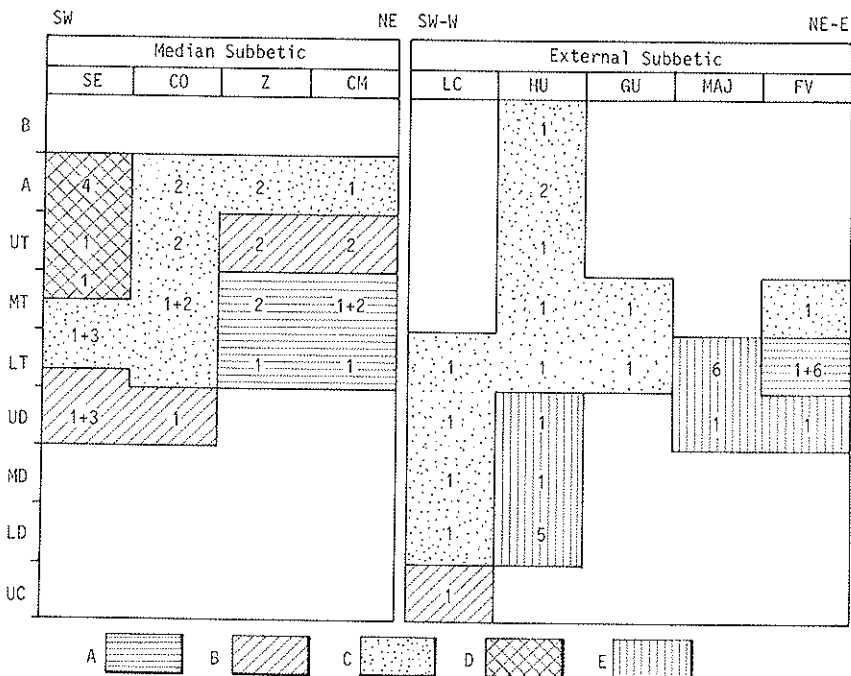 SW NE SW-W NE-E
Median Subbetic External Subbetic
SE CO Z CM LC HU GU MAJ FV
B 1
A 4 2 2 1 2
UT 1 2 2 2 1
1
MT 1+2 2 1+2 1 1 1
1+3
LT 1 1 1 1 1 6 1+6
UD 1+3 1 1 1 1 1
MD 1 1
LD 1 5
UC 1
A B C D E